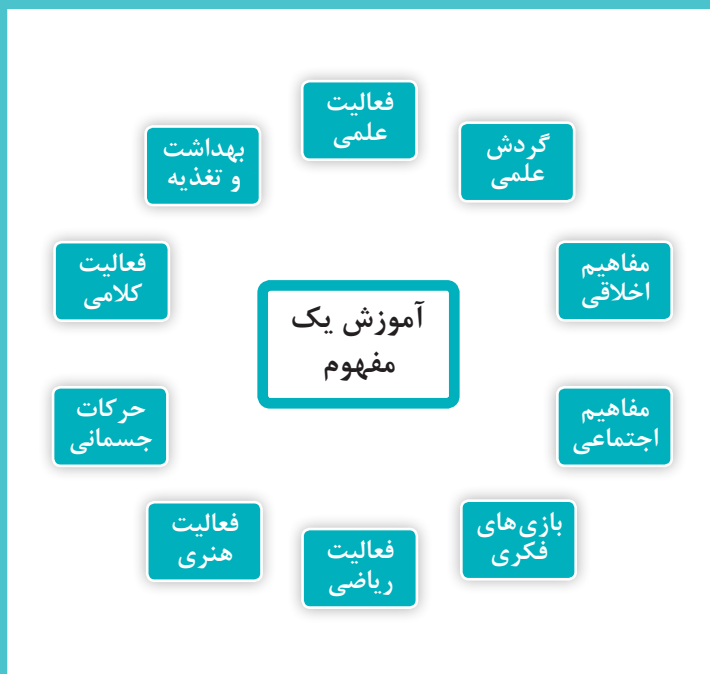 فعالیت
علمی
گردش
علمی
بهداشت
و تغذیه
مفاهیم
اخلاقی
فعالیت
کلامی
آموزش یک
مفهوم
مفاهیم
اجتماعی
حرکات
جسمانی
بازی‌های
فکری
فعالیت
هنری
فعالیت
ریاضی